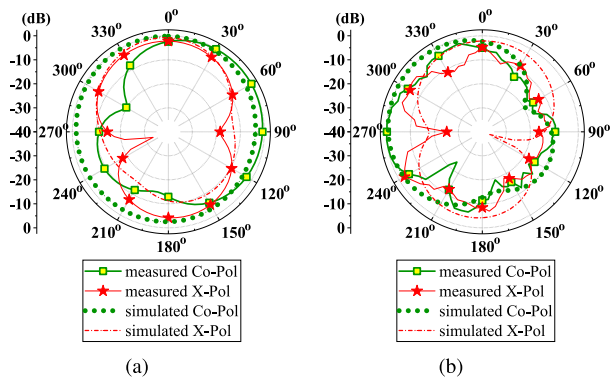 (dB) 0° (dB) 0°
330° 30° 330° 30°
300° 60° 300° 60°
270° 90° 270° 90°
240° 120° 240° 120°
210° 150° 210° 150°
180° 180°
0
-10
-20
-30
-40
-30
-20
-10
0
0
-10
-20
-30
-40
-30
-20
-10
0
measured Co-Pol
measured X-Pol
simulated Co-Pol
simulated X-Pol
measured Co-Pol
measured X-Pol
simulated Co-Pol
simulated X-Pol
(a) (b)